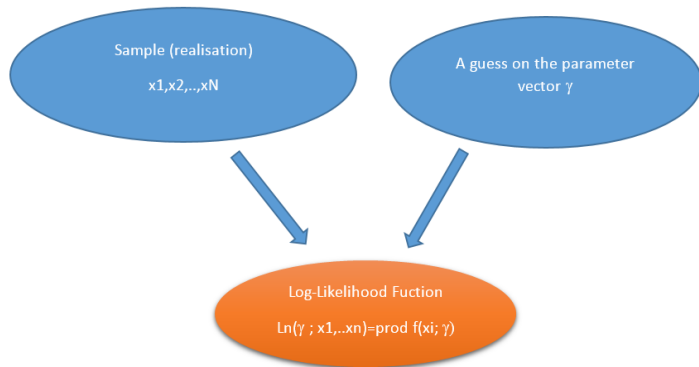 Sample (realisation)
x1,x2,..,xN
A guess on the parameter
vector γ
Log-Likelihood Fuction
Ln(γ ; x1,..xn)=prod f(xi; γ)